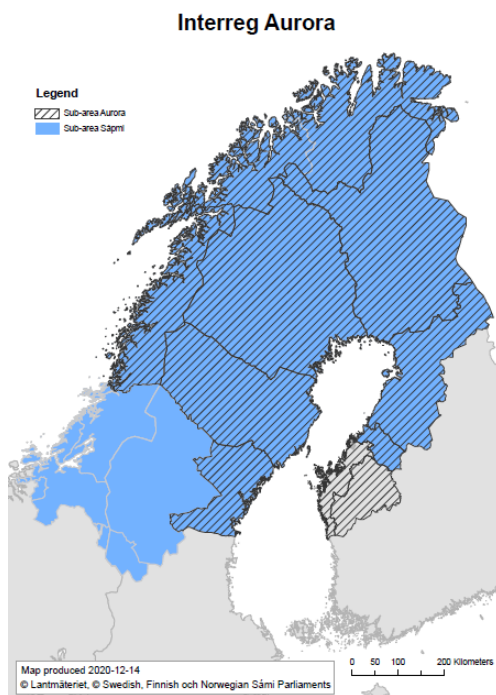 Interreg Aurora
Legend
Sub-area Aurora
Sub-area Sápmi
Map produced 2020-12-14
© Lantmäteriet, © Swedish, Finnish och Norwegian Sámi Parliaments
0 50 100 200 Kilometers